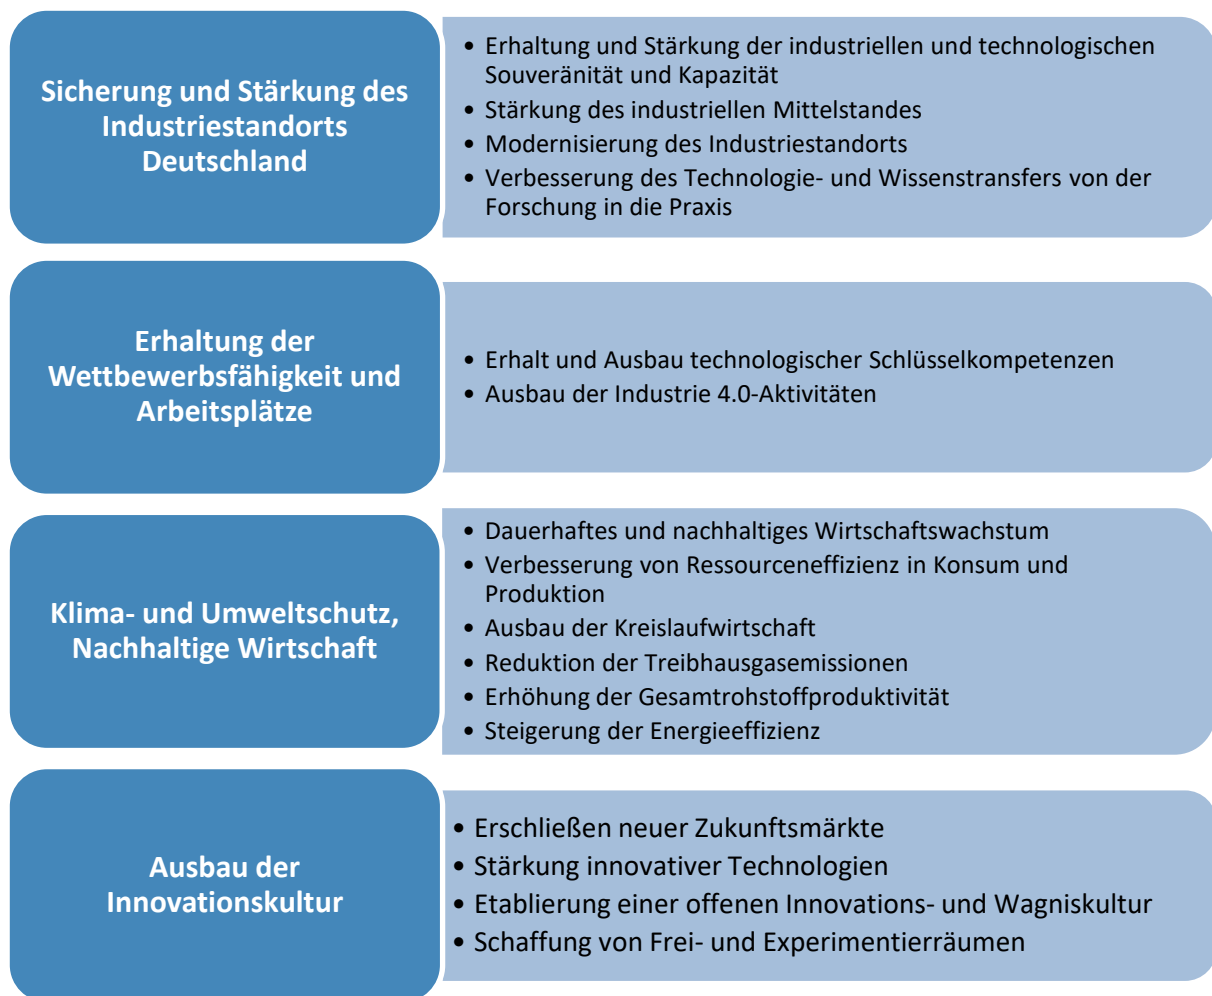 Sicherung und Stärkung des
Industriestandorts
Deutschland
• Erhaltung und Stärkung der industriellen und technologischen
Souveränität und Kapazität
• Stärkung des industriellen Mittelstandes
• Modernisierung des Industriestandorts
• Verbesserung des Technologie- und Wissenstransfers von der
Forschung in die Praxis
Erhaltung der
Wettbewerbsfähigkeit und
Arbeitsplätze
• Erhalt und Ausbau technologischer Schlüsselkompetenzen
• Ausbau der Industrie 4.0-Aktivitäten
Klima- und Umweltschutz,
Nachhaltige Wirtschaft
• Dauerhaftes und nachhaltiges Wirtschaftswachstum
• Verbesserung von Ressourceneffizienz in Konsum und
Produktion
• Ausbau der Kreislaufwirtschaft
• Reduktion der Treibhausgasemissionen
• Erhöhung der Gesamtrohstoffproduktivität
• Steigerung der Energieeffizienz
Ausbau der
Innovationskultur
• Erschließen neuer Zukunftsmärkte
• Stärkung innovativer Technologien
• Etablierung einer offenen Innovations- und Wagniskultur
• Schaffung von Frei- und Experimentierräumen